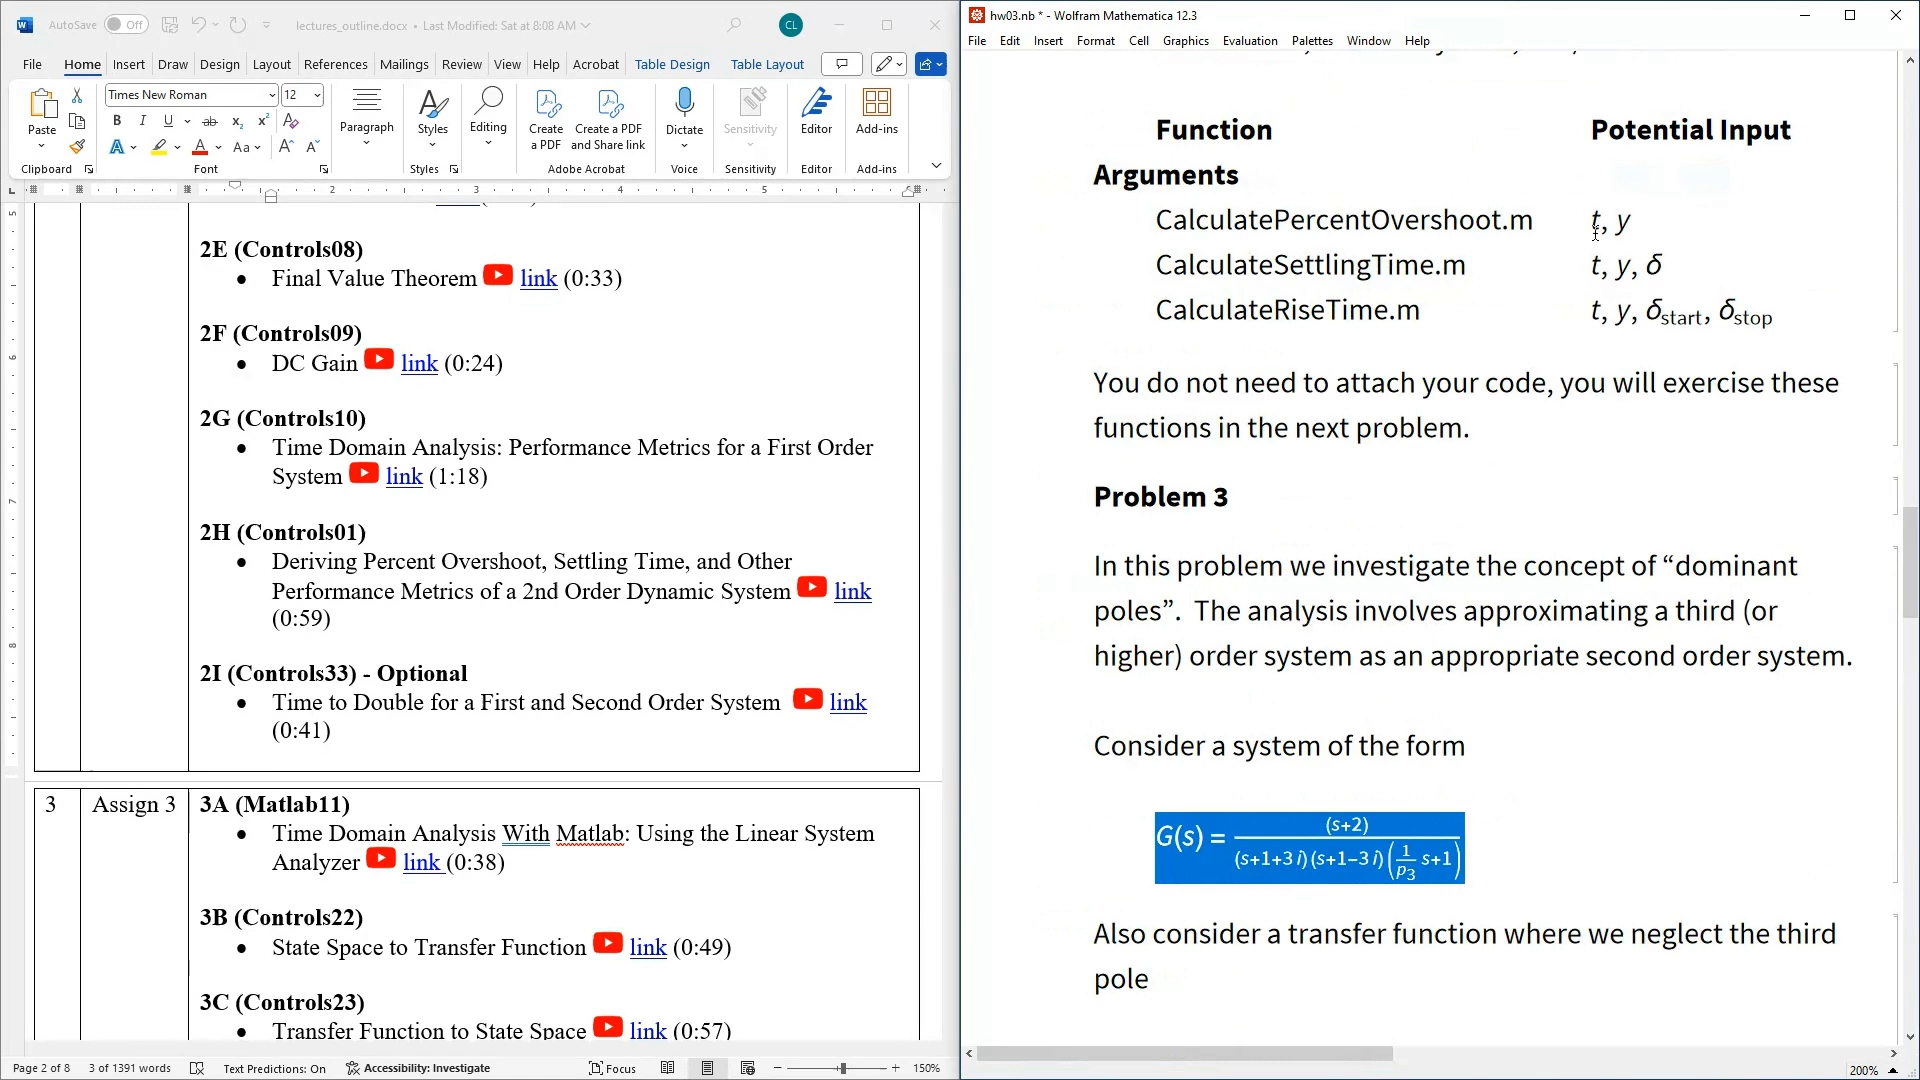 AutoSave Off lectures_outline.docx • Last Modified: Sat at 8:08 AM CL
File Home Insert Draw Design Layout References Mailings Review View Help Acrobat Table Design Table Layout
Times New Roman 12
Paste Paragraph Styles Editing Create a PDF Create a PDF and Share link Dictate Sensitivity Editor Add-ins
Clipboard Font Styles Adobe Acrobat Voice Sensitivity Add-ins
2E (Controls08)
• Final Value Theorem link (0:33)
2F (Controls09)
• DC Gain link (0:24)
2G (Controls10)
• Time Domain Analysis: Performance Metrics for a First Order
System link (1:18)
2H (Controls01)
• Deriving Percent Overshoot, Settling Time, and Other
Performance Metrics of a 2nd Order Dynamic System link
(0:59)
2I (Controls33) - Optional
• Time to Double for a First and Second Order System link
(0:41)
3 Assign 3 3A (Matlab11)
• Time Domain Analysis With Matlab: Using the Linear System
Analyzer link (0:38)
3B (Controls22)
• State Space to Transfer Function link (0:49)
3C (Controls23)
• Transfer Function to State Space link (0:57)
Page 2 of 8 3 of 1391 words Text Predictions: On Accessibility: Investigate Focus 150%
hw03.nb * - Wolfram Mathematica 12.3
File Edit Insert Format Cell Graphics Evaluation Palettes Window Help
Function Potential Input
Arguments
CalculatePercentOvershoot.m t, y
CalculateSettlingTime.m t, y, δ
CalculateRiseTime.m t, y, δstart, δstop
You do not need to attach your code, you will exercise these
functions in the next problem.
Problem 3
In this problem we investigate the concept of “dominant
poles”. The analysis involves approximating a third (or
higher) order system as an appropriate second order system.
Consider a system of the form
G(s) = (s+2) / ((s+1+3 i)(s+1−3 i)(1/p3 s+1))
Also consider a transfer function where we neglect the third
pole
200%